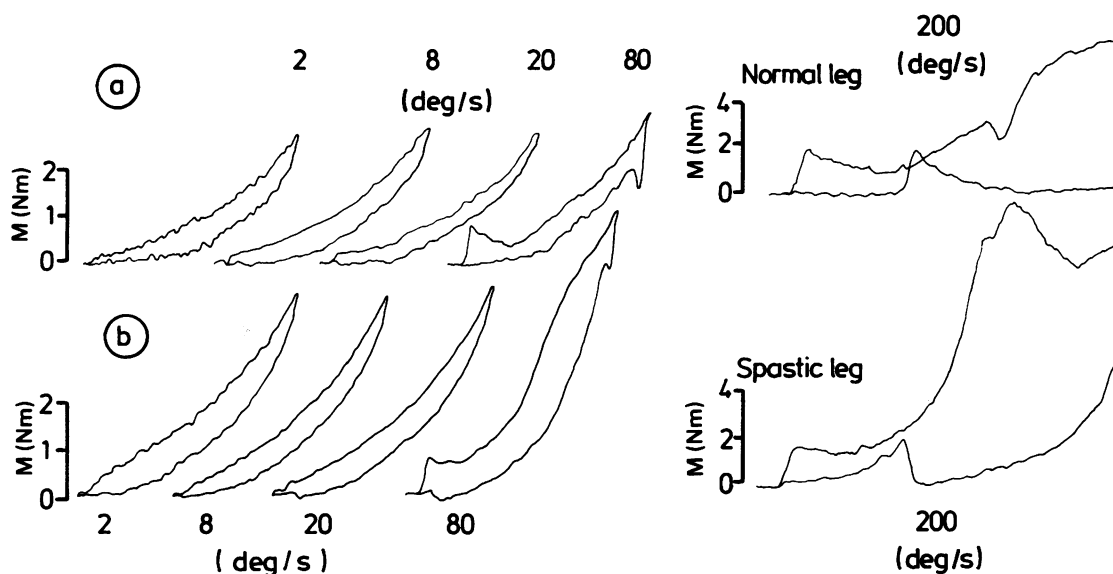 a
2 8 20 80
(deg/s)
M (Nm)
2
1
0
b
M (Nm)
2
1
0
2 8 20 80
( deg / s )
200
(deg/s)
Normal leg
M (Nm)
4
2
0
Spastic leg
M (Nm)
4
2
0
200
(deg/s)